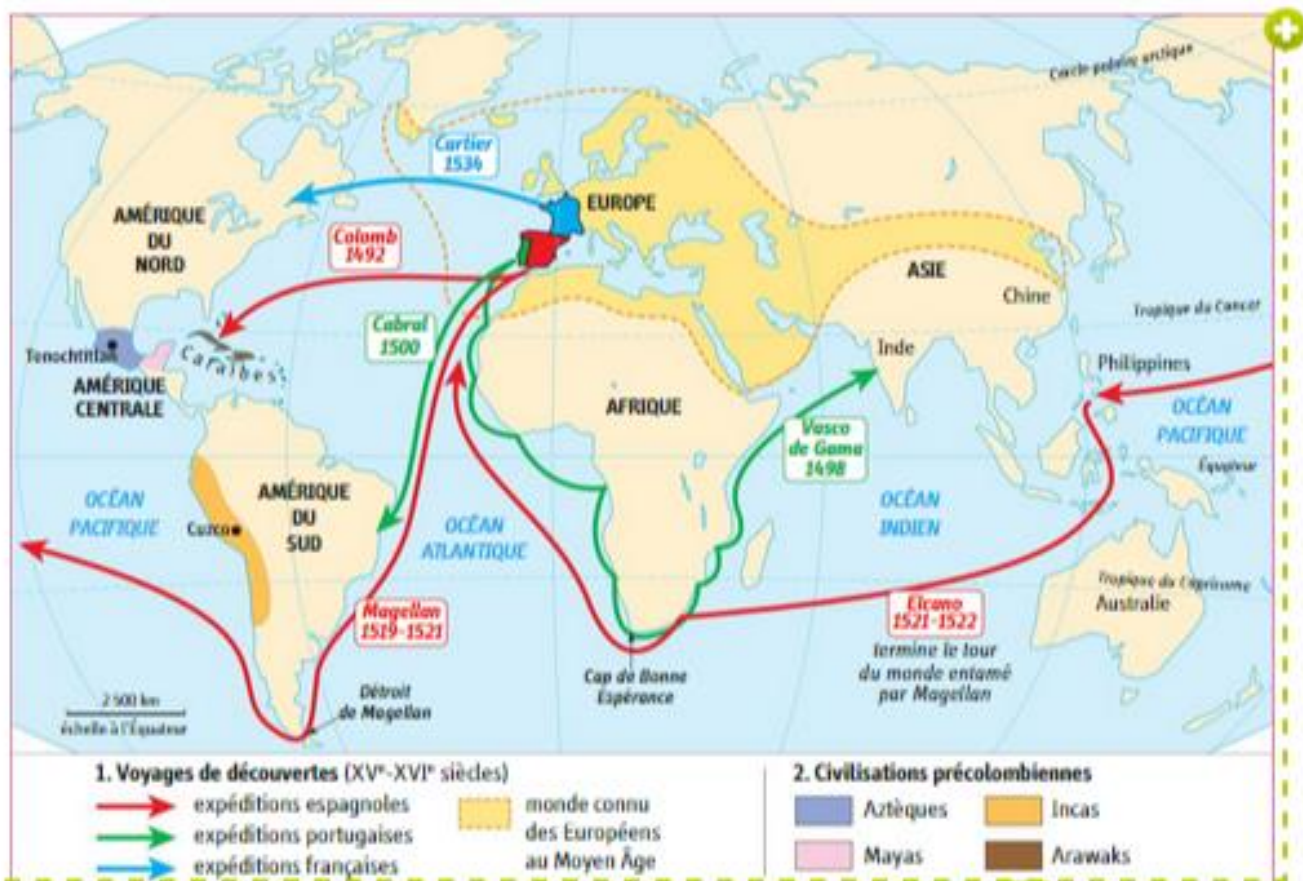 Cercle polaire arctique
Cartier
1534
AMÉRIQUE
DU
NORD
EUROPE
Colomb
1492
ASIE
Chine
Tropique du Cancer
Cabral
1500
Inde
Tenochtitlan
Caraïbes
Philippines
AMÉRIQUE
CENTRALE
AFRIQUE
OCÉAN
PACIFIQUE
Vasco
de Gama
1498
Équateur
OCÉAN
PACIFIQUE
AMÉRIQUE
DU
SUD
Cuzco
OCÉAN
ATLANTIQUE
OCÉAN
INDIEN
Tropique du Capricorne
Australie
Magellan
1519-1521
Elcano
1521-1522
termine le tour
du monde entamé
par Magellan
Cap de Bonne
Espérance
Détroit
de Magellan
2 500 km
échelle à l'Équateur
1. Voyages de découvertes (XVᵉ-XVIᵉ siècles)
expéditions espagnoles
expéditions portugaises
expéditions françaises
monde connu
des Européens
au Moyen Âge
2. Civilisations précolombiennes
Aztèques
Incas
Mayas
Arawaks